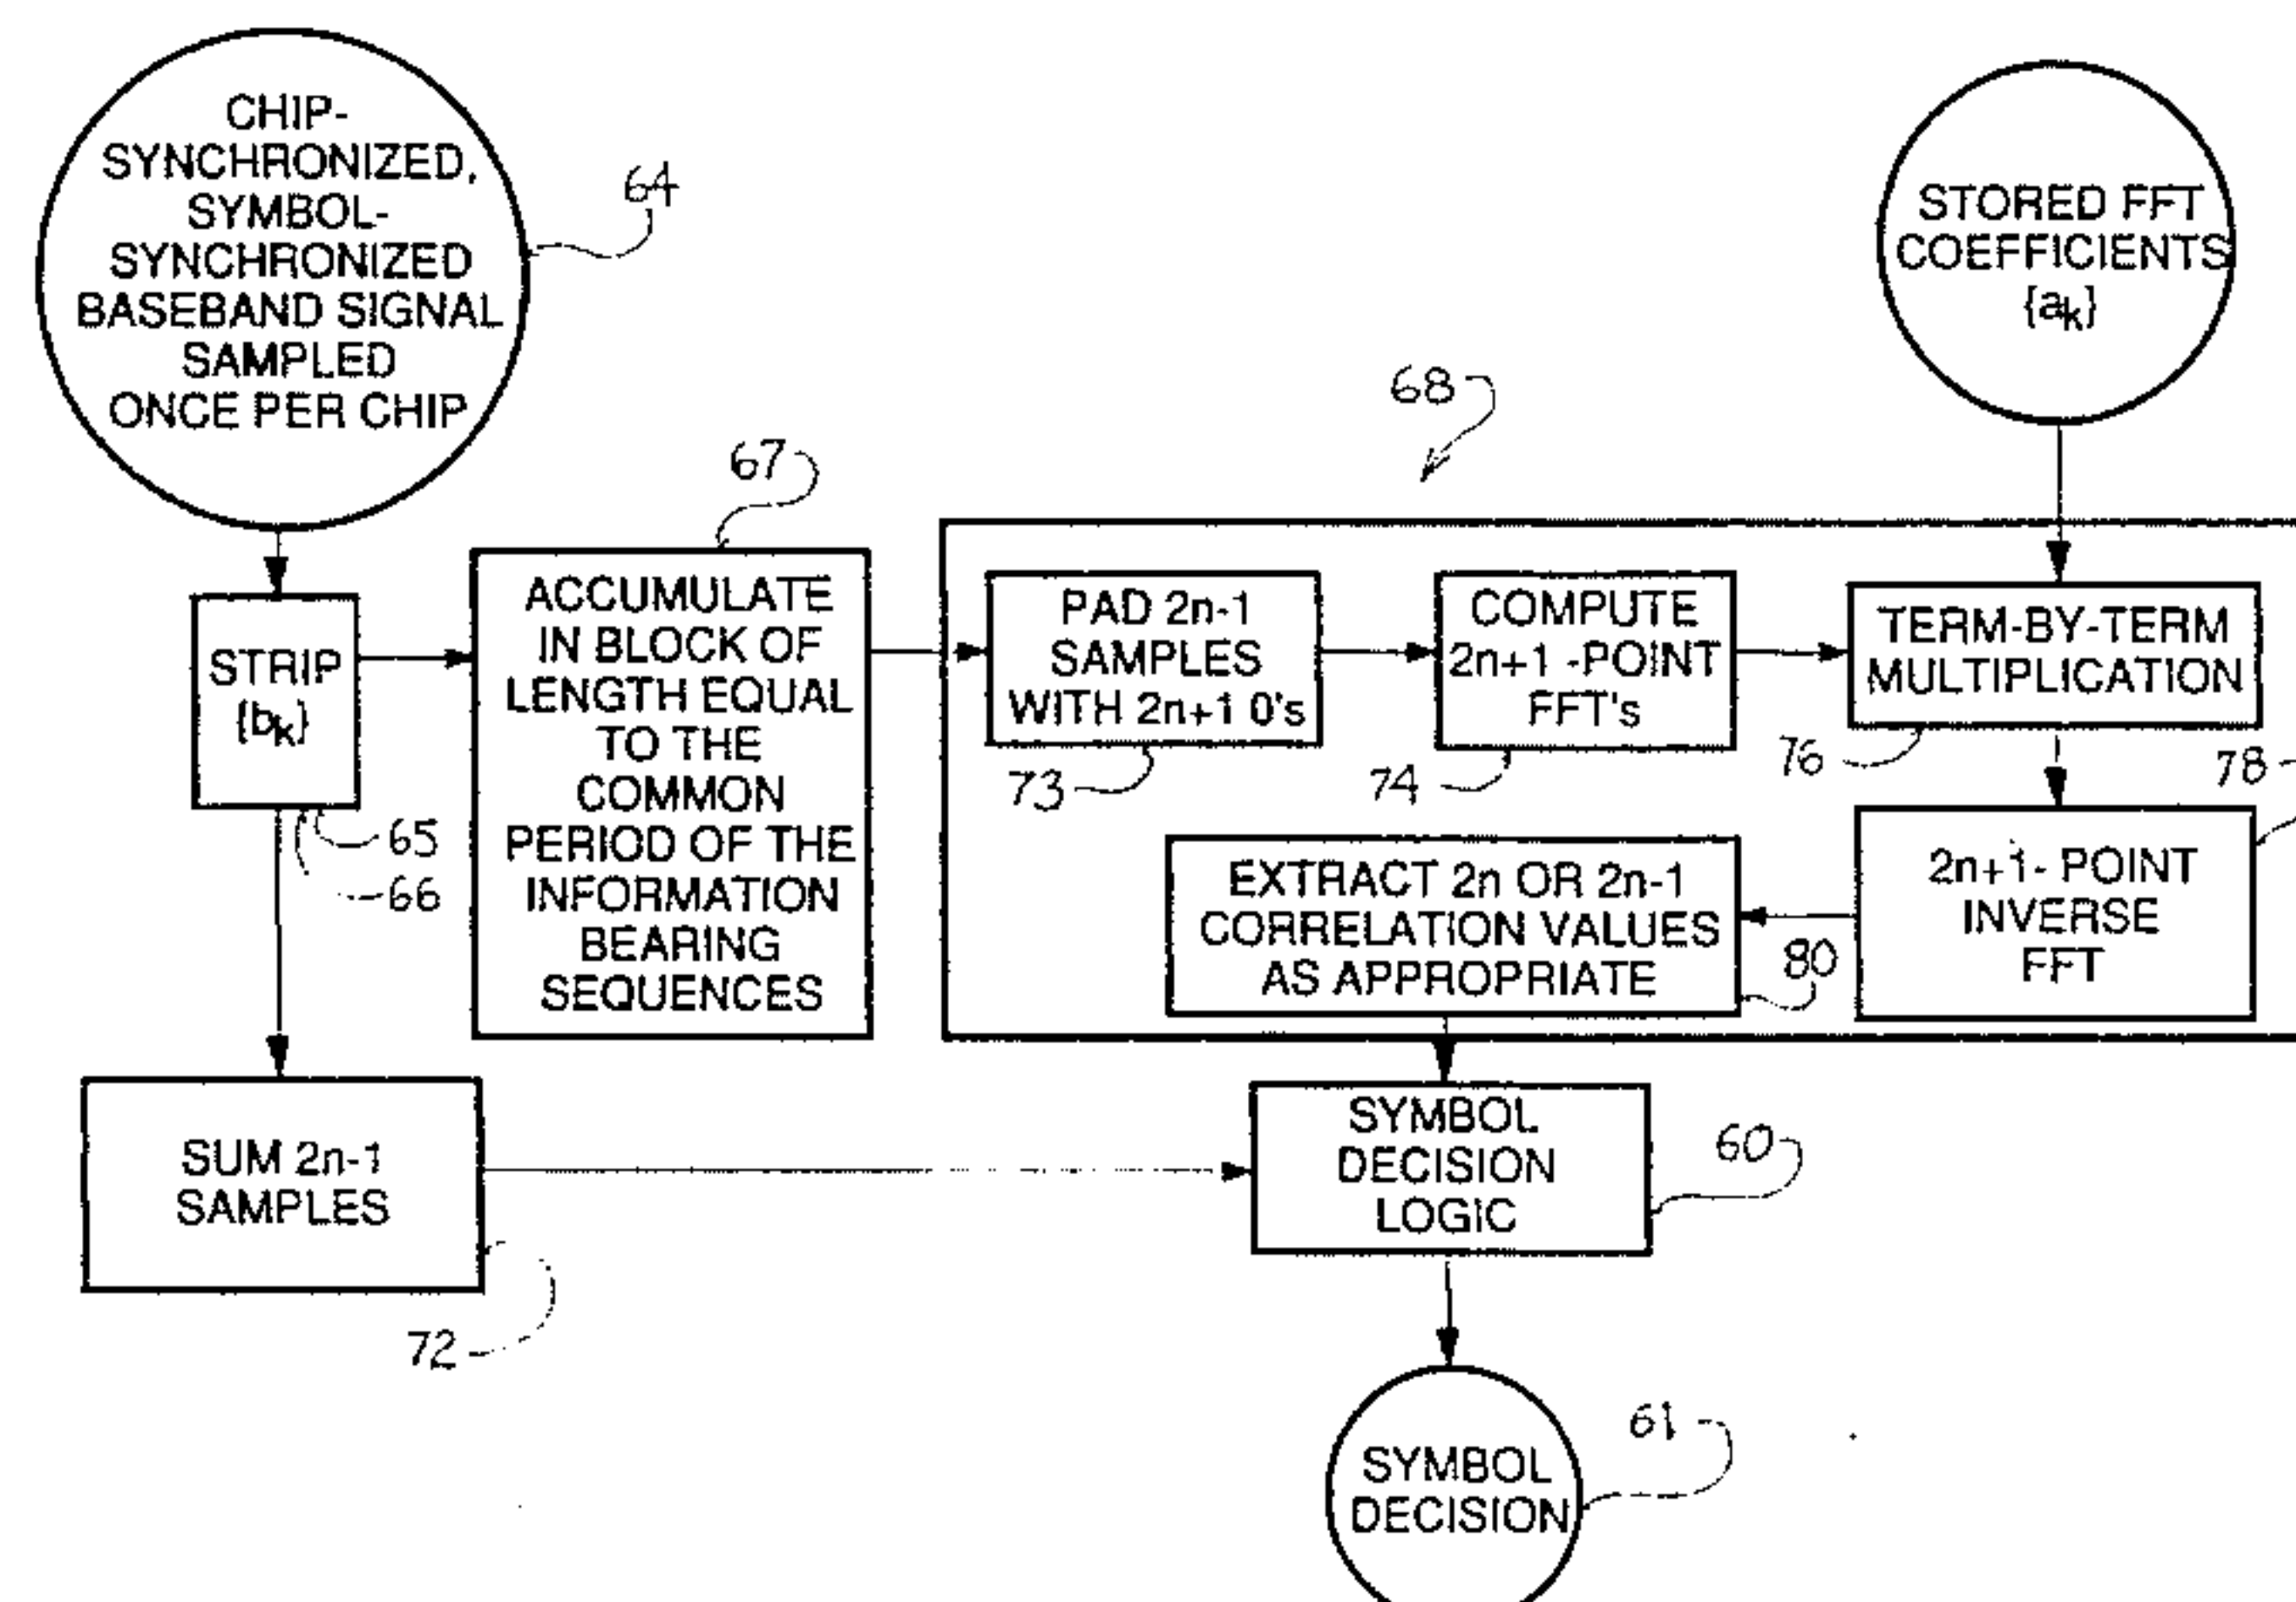 CHIP-
SYNCHRONIZED,
SYMBOL-
SYNCHRONIZED
BASEBAND SIGNAL
SAMPLED
ONCE PER CHIP
64
STORED FFT
COEFFICIENTS
{ak}
68
67
STRIP
{bk}
65
66
ACCUMULATE
IN BLOCK OF
LENGTH EQUAL
TO THE
COMMON
PERIOD OF THE
INFORMATION
BEARING
SEQUENCES
PAD 2n-1
SAMPLES
WITH 2n+1 0's
73
COMPUTE
2n+1 -POINT
FFT's
74
TERM-BY-TERM
MULTIPLICATION
76
78
2n+1- POINT
INVERSE
FFT
EXTRACT 2n OR 2n-1
CORRELATION VALUES
AS APPROPRIATE
80
SUM 2n-1
SAMPLES
72
SYMBOL
DECISION
LOGIC
60
SYMBOL
DECISION
61